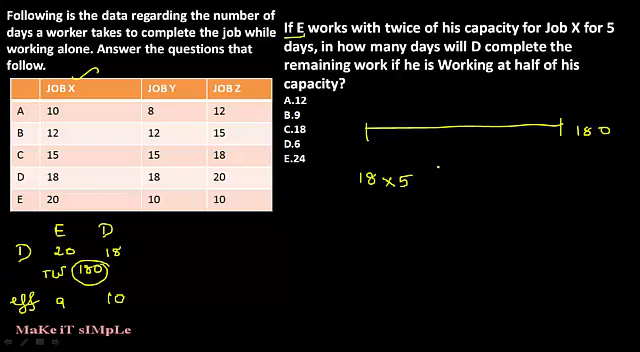 Following is the data regarding the number of
days a worker takes to complete the job while
working alone. Answer the questions that
follow.
JOB X JOB Y JOB Z
A 10 8 12
B 12 12 15
C 15 15 18
D 18 18 20
E 20 10 10
E D
D 20 18
TW 180
eff 9 10
MaKe iT sIMpLe
If E works with twice of his capacity for Job X for 5
days, in how many days will D complete the
remaining work if he is Working at half of his
capacity?
A.12
B.9
C.18
D.6
E.24
180
18 × 5